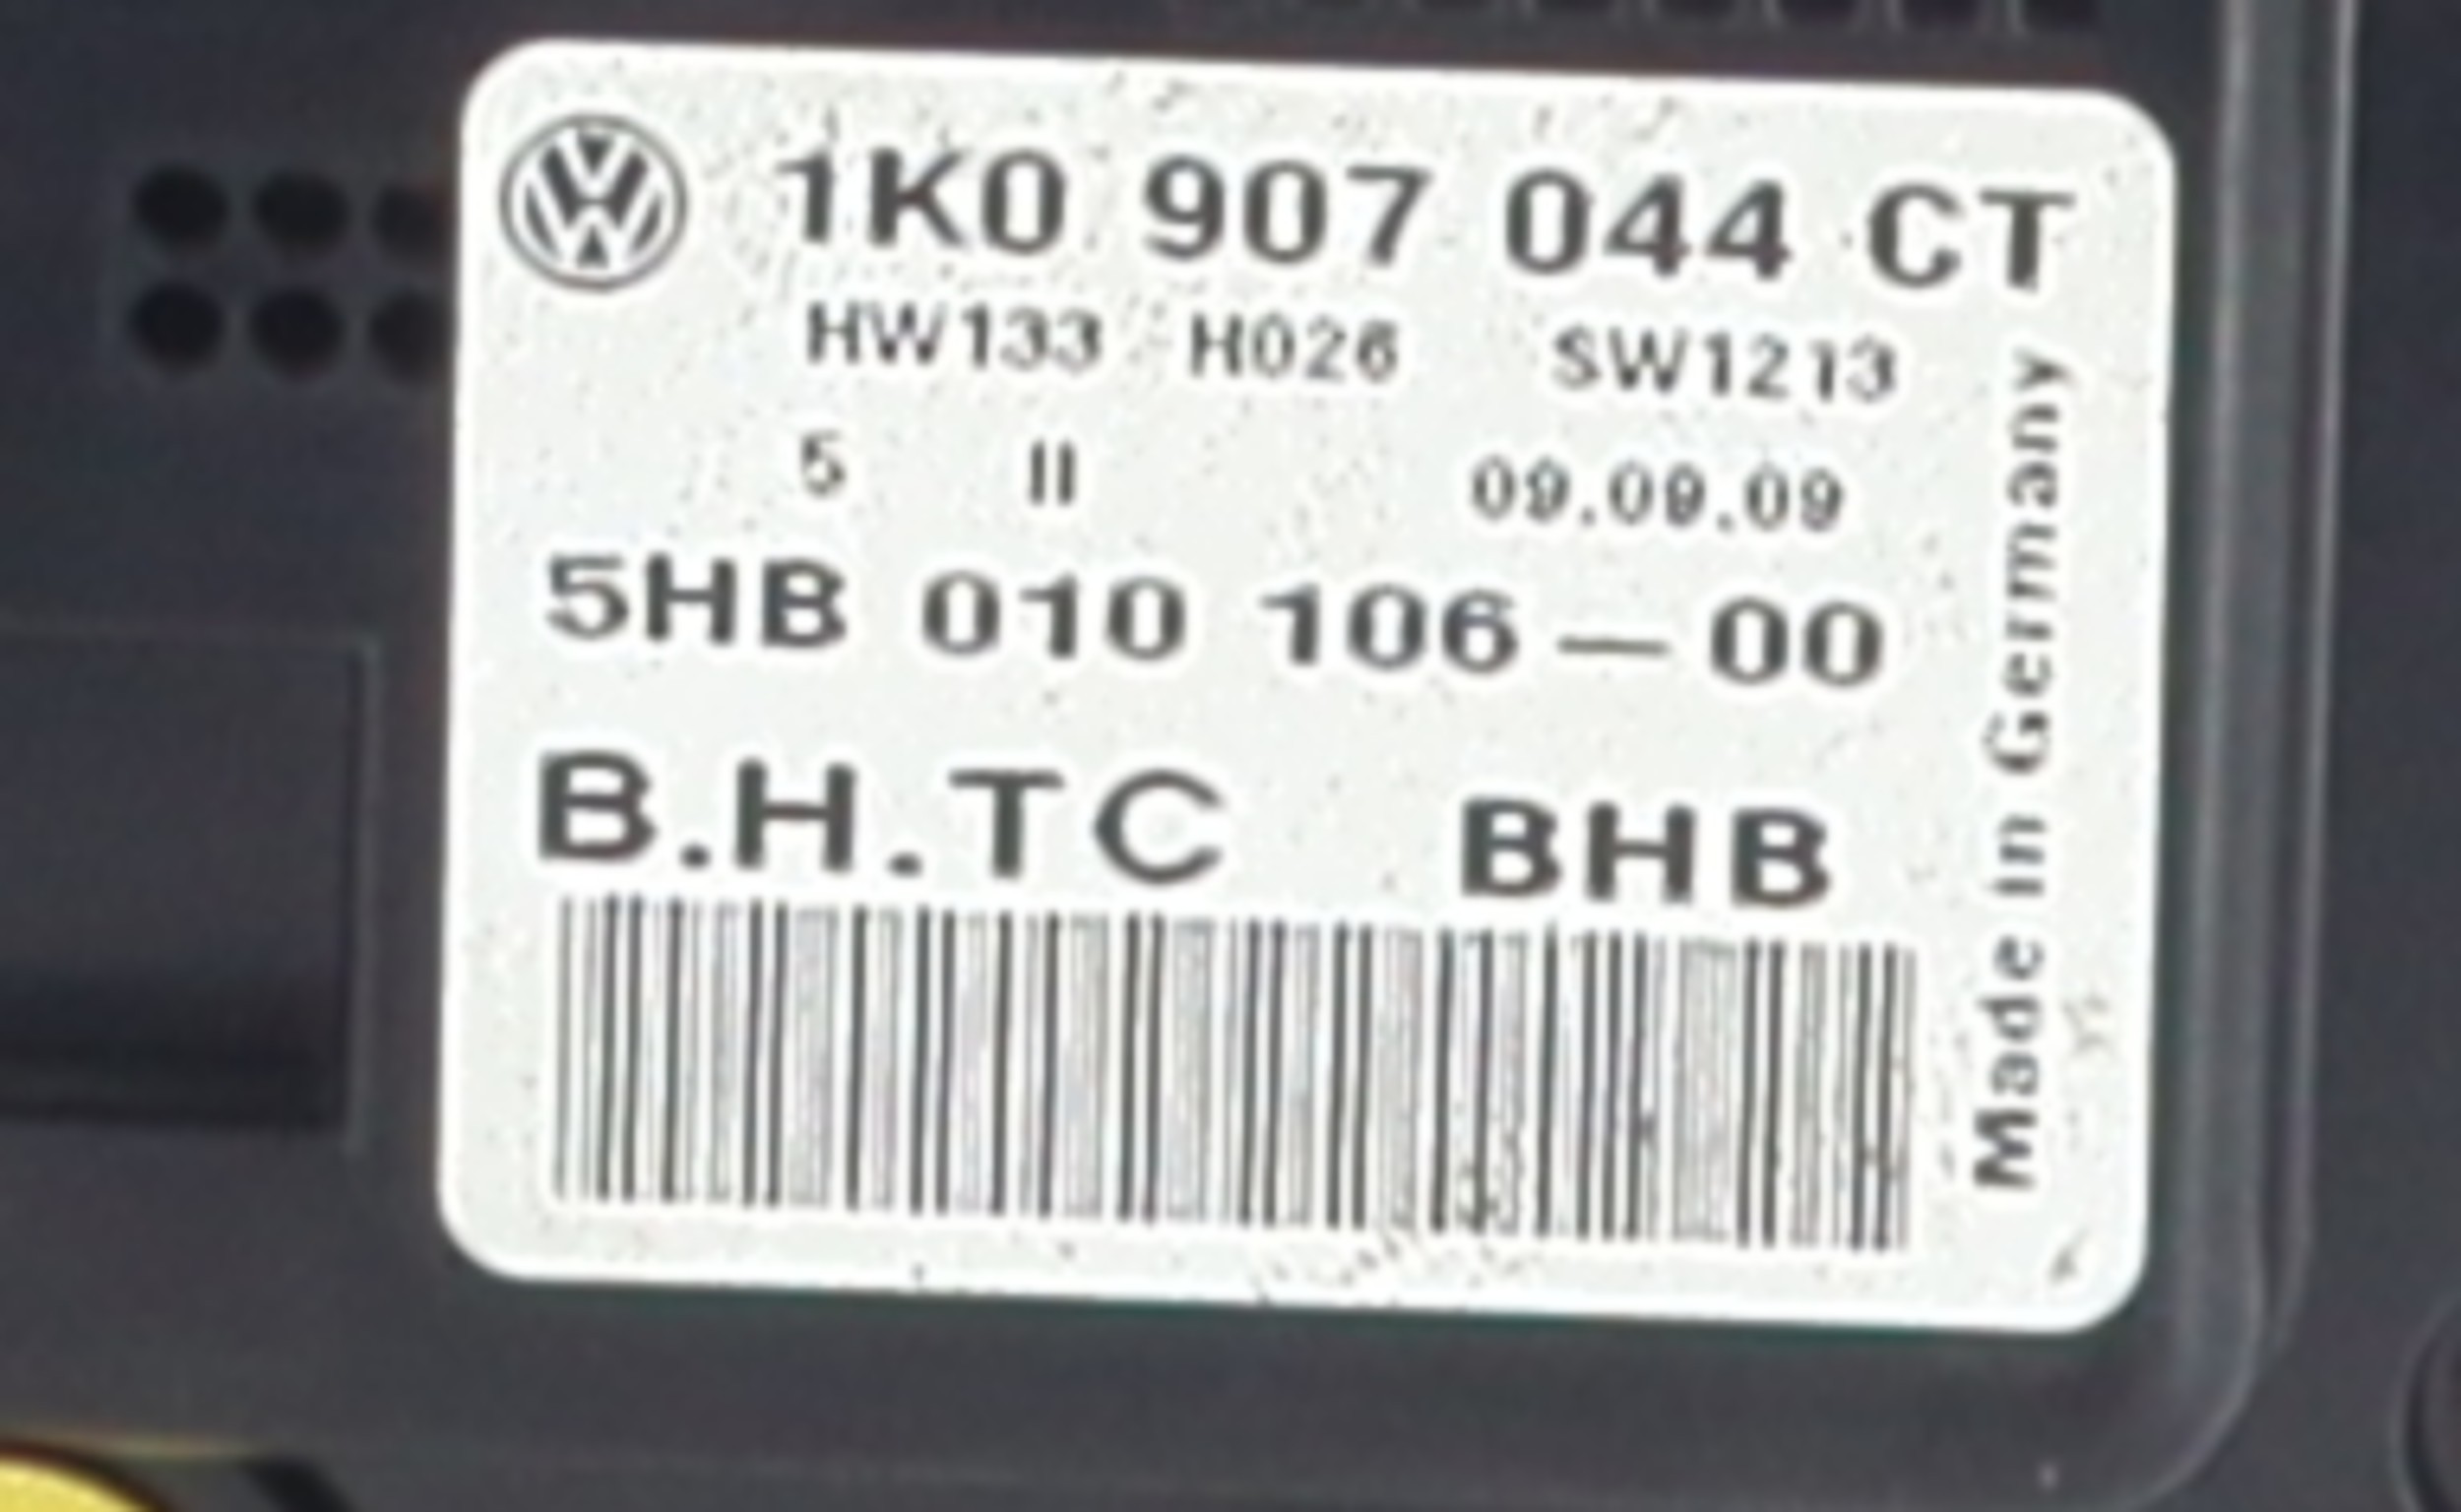 1K0 907 044 CT
HW133 H026 SW1213
5 II 09.09.09
5HB 010 106-00
B.H.TC BHB
Made in Germany